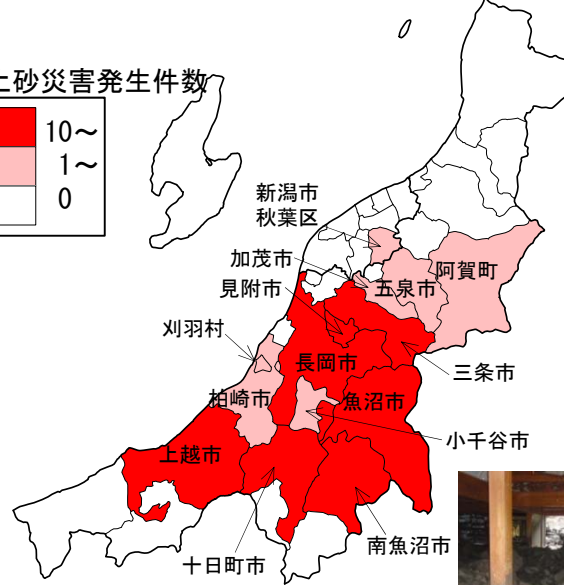 土砂災害発生件数
10～
1～
0
新潟市
秋葉区
加茂市
見附市
阿賀町
五泉市
刈羽村
長岡市
三条市
柏崎市
魚沼市
小千谷市
上越市
十日町市
南魚沼市